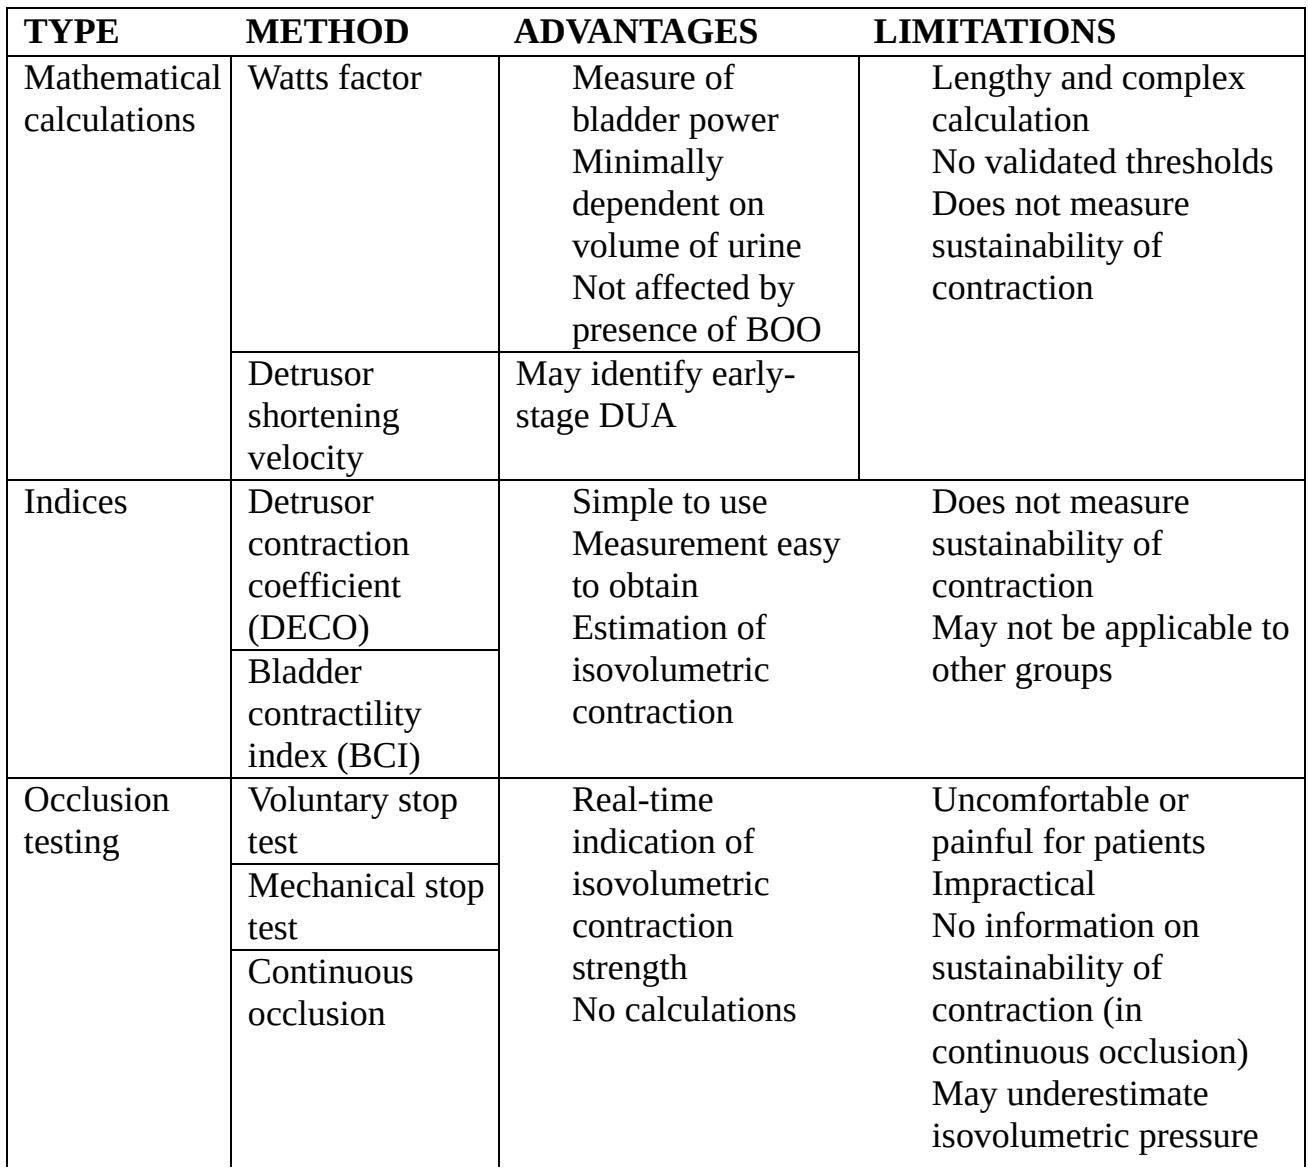 TYPE METHOD ADVANTAGES LIMITATIONS
Mathematical
calculations
Watts factor
Measure of
bladder power
Minimally
dependent on
volume of urine
Not affected by
presence of BOO
Lengthy and complex
calculation
No validated thresholds
Does not measure
sustainability of
contraction
Detrusor
shortening
velocity
May identify early-
stage DUA
Indices
Detrusor
contraction
coefficient
(DECO)
Bladder
contractility
index (BCI)
Simple to use
Measurement easy
to obtain
Estimation of
isovolumetric
contraction
Does not measure
sustainability of
contraction
May not be applicable to
other groups
Occlusion
testing
Voluntary stop
test
Mechanical stop
test
Continuous
occlusion
Real-time
indication of
isovolumetric
contraction
strength
No calculations
Uncomfortable or
painful for patients
Impractical
No information on
sustainability of
contraction (in
continuous occlusion)
May underestimate
isovolumetric pressure